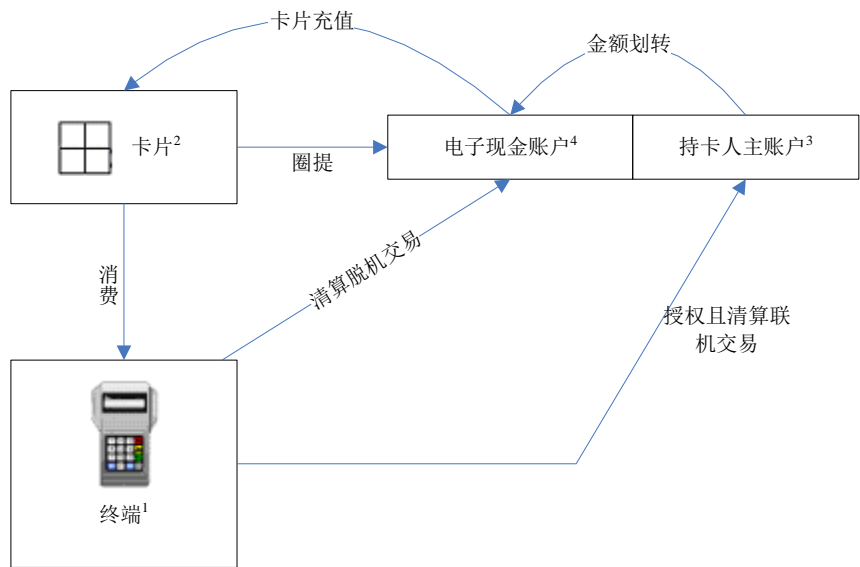 卡片充值
金额划转
卡片²
圈提
电子现金账户⁴
持卡人主账户³
消
费
清算脱机交易
授权且清算联
机交易
终端¹